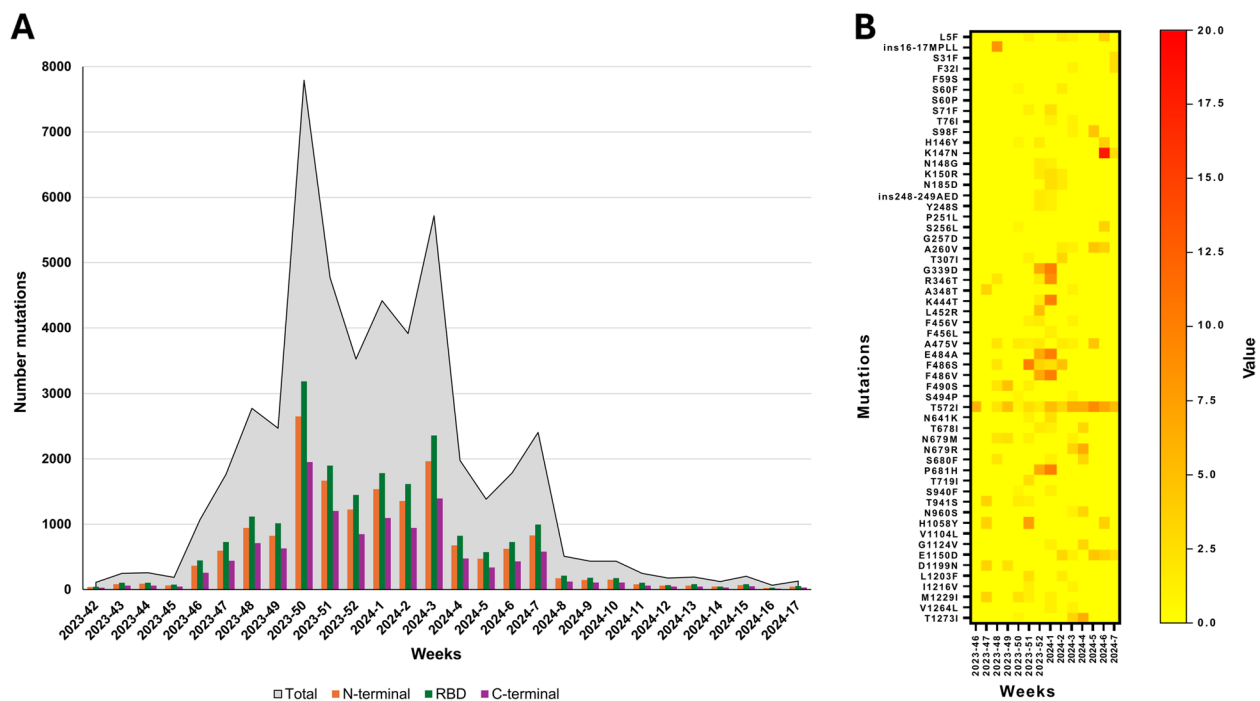 A
8000
7000
6000
5000
4000
3000
2000
1000
0
Number mutations
2023-42
2023-43
2023-44
2023-45
2023-46
2023-47
2023-48
2023-49
2023-50
2023-51
2023-52
2024-1
2024-2
2024-3
2024-4
2024-5
2024-6
2024-7
2024-8
2024-9
2024-10
2024-11
2024-12
2024-13
2024-14
2024-15
2024-16
2024-17
Weeks
Total N-terminal RBD C-terminal
B
Mutations
L5F
ins16-17MPLL
S31F
F32I
F59S
S60F
S60P
S71F
T76I
S98F
H146Y
K147N
N148G
K150R
N185D
ins248-249AED
Y248S
P251L
S256L
G257D
A260V
T307I
G339D
R346T
A348T
K444T
L452R
F456V
F456L
A475V
E484A
F486S
F486V
F490S
S494P
T572I
N641K
T678I
N679M
N679R
S680F
P681H
T719I
S940F
T941S
N960S
H1058Y
V1104L
G1124V
E1150D
D1199N
L1203F
I1216V
M1229I
V1264L
T1273I
2023-46
2023-47
2023-48
2023-49
2023-50
2023-51
2023-52
2024-1
2024-2
2024-3
2024-4
2024-5
2024-6
2024-7
Weeks
20.0
17.5
15.0
12.5
10.0
7.5
5.0
2.5
0.0
Value